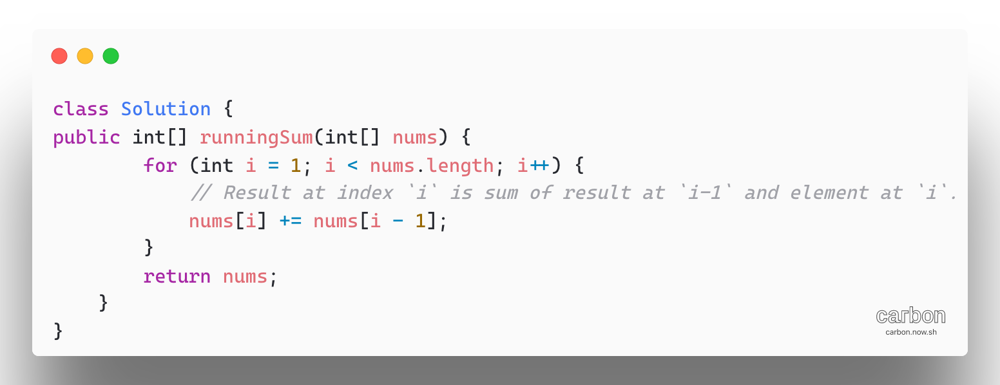 class Solution {
public int[] runningSum(int[] nums) {
        for (int i = 1; i < nums.length; i++) {
            // Result at index `i` is sum of result at `i-1` and element at `i`.
            nums[i] += nums[i - 1];
        }
        return nums;
    }
}
carbon
carbon.now.sh